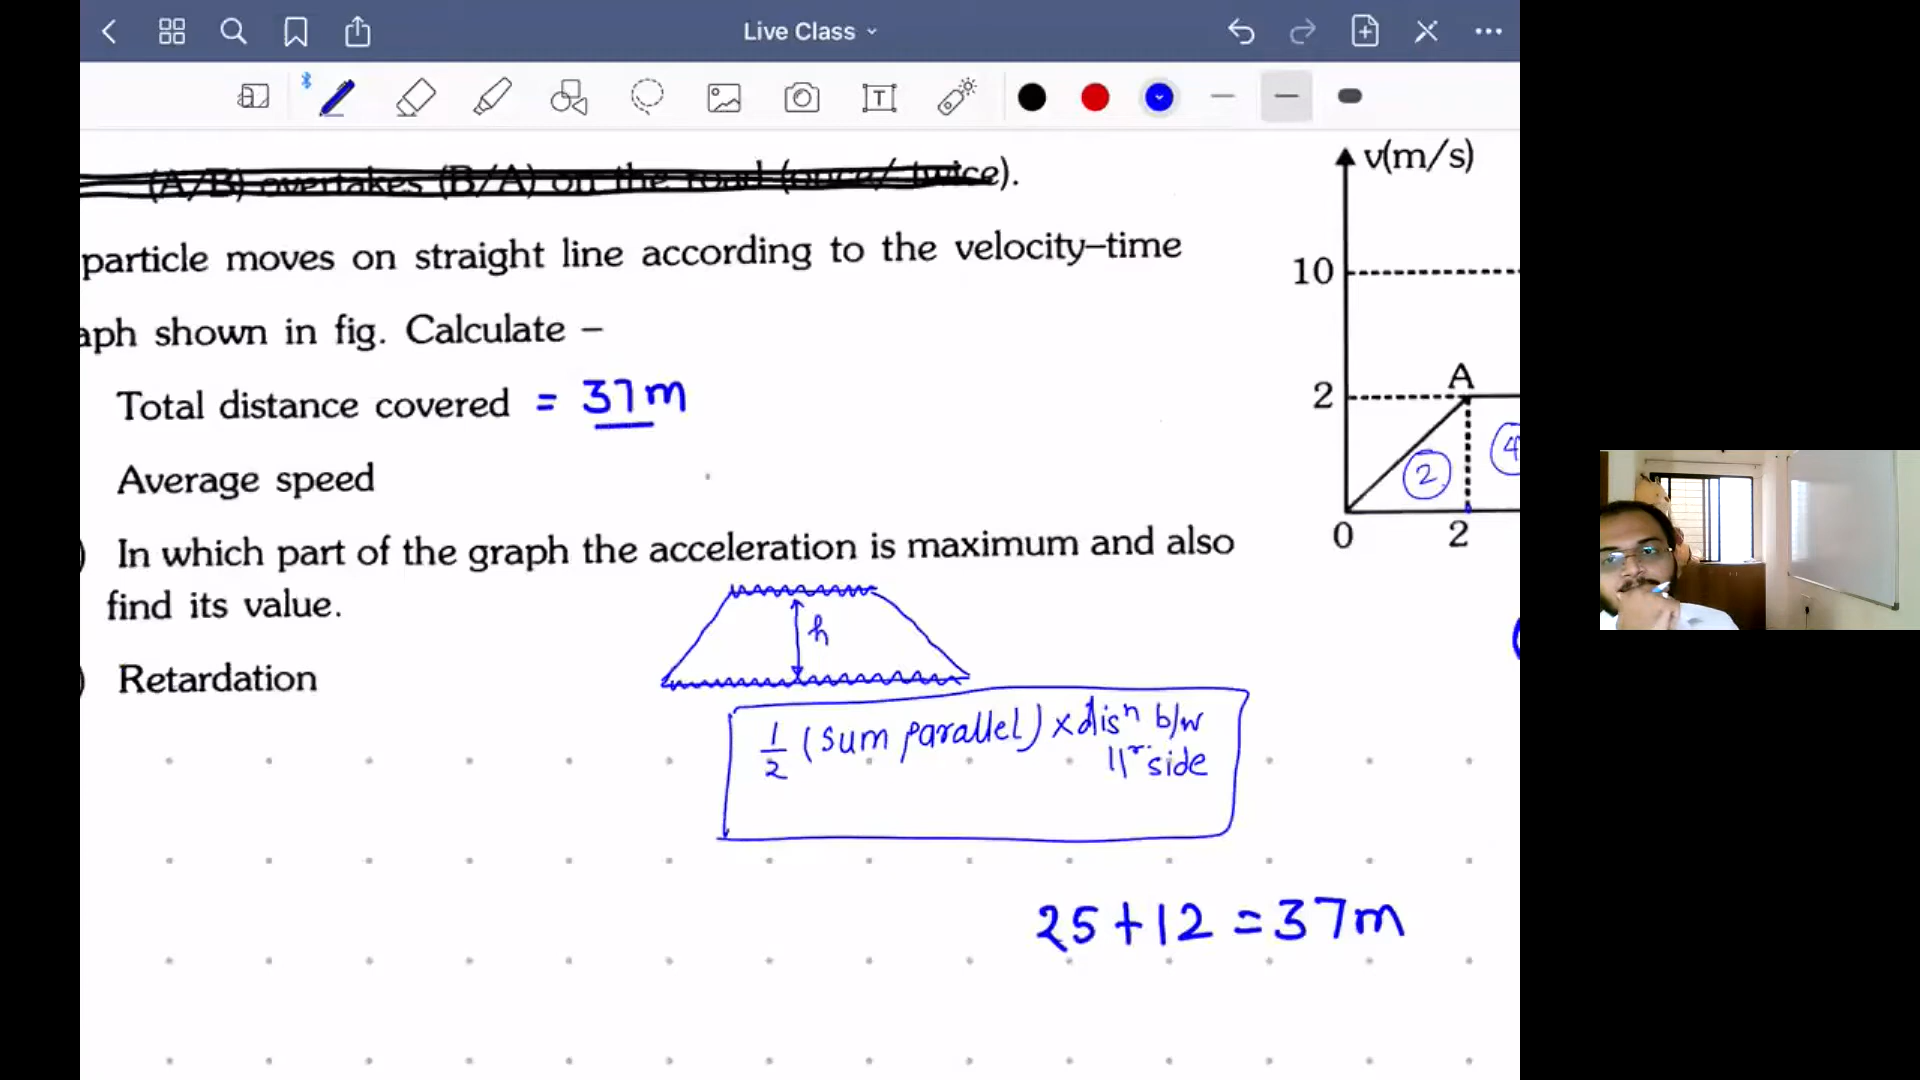 Live Class
T
(A/B) overtakes (B/A) on the road (once/ twice).
particle moves on straight line according to the velocity–time
aph shown in fig. Calculate –
Total distance covered = 37m
Average speed
) In which part of the graph the acceleration is maximum and also
find its value.
) Retardation
h
1/2 (sum parallel) × disⁿ b/w
11ʳ side
25+12 = 37m
v(m/s)
10
A
2
2
4
0
2